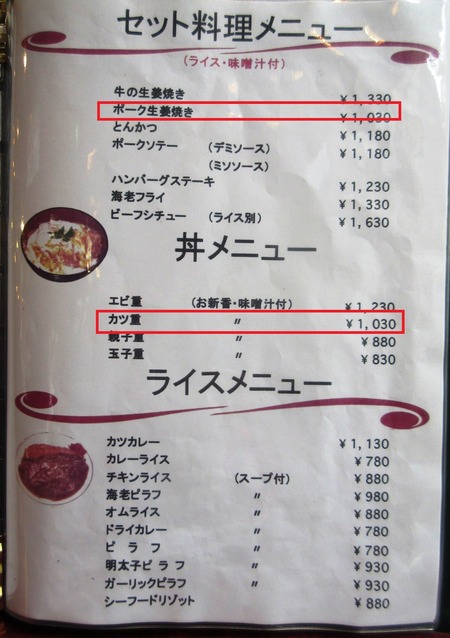 セット料理メニュー
(ライス・味噌汁付)
牛の生姜焼き ¥1,330
ポーク生姜焼き ¥1,030
とんかつ ¥1,180
ポークソテー (デミソース) ¥1,180
(ミソソース)
ハンバーグステーキ ¥1,230
海老フライ ¥1,330
ビーフシチュー (ライス別) ¥1,630
丼メニュー
エビ重 (お新香・味噌汁付) ¥1,230
カツ重 〃 ¥1,030
親子重 〃 ¥880
玉子重 〃 ¥830
ライスメニュー
カツカレー ¥1,130
カレーライス ¥780
チキンライス (スープ付) ¥880
海老ピラフ 〃 ¥980
オムライス 〃 ¥880
ドライカレー 〃 ¥780
ピラフ 〃 ¥780
明太子ピラフ 〃 ¥930
ガーリックピラフ 〃 ¥930
シーフードリゾット ¥880